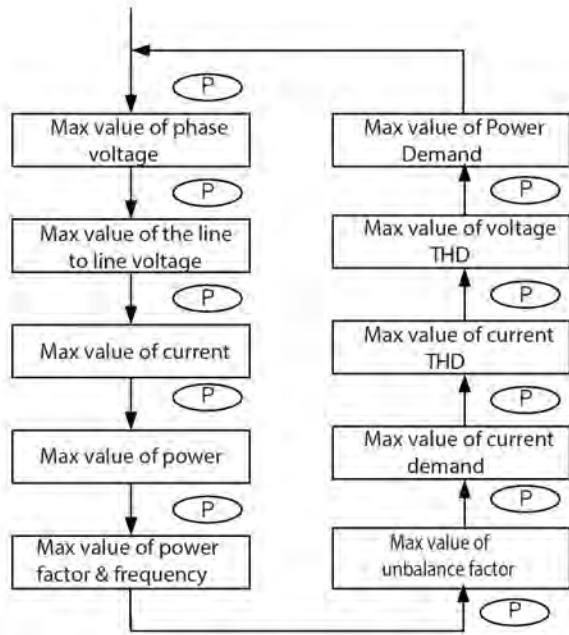 P
Max value of phase
voltage
P
Max value of the line
to line voltage
P
Max value of current
P
Max value of power
P
Max value of power
factor & frequency
P
Max value of
unbalance factor
P
Max value of current
demand
P
Max value of current
THD
P
Max value of voltage
THD
P
Max value of Power
Demand